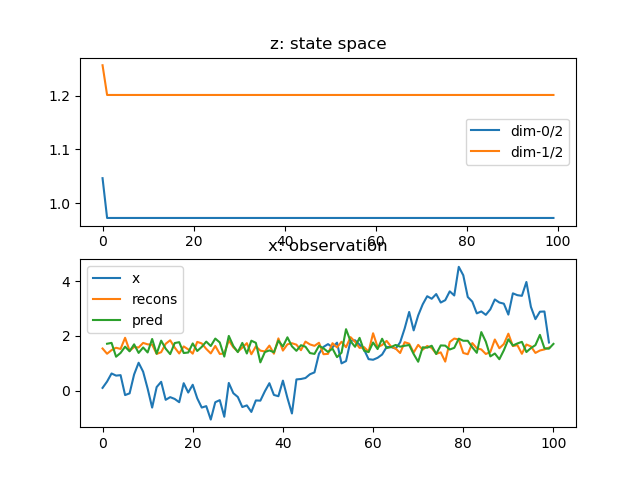 z: state space
1.2
1.1
1.0
dim-0/2
dim-1/2
0 20 40 60 80 100
x: observation
4
2
0
x
recons
pred
0 20 40 60 80 100